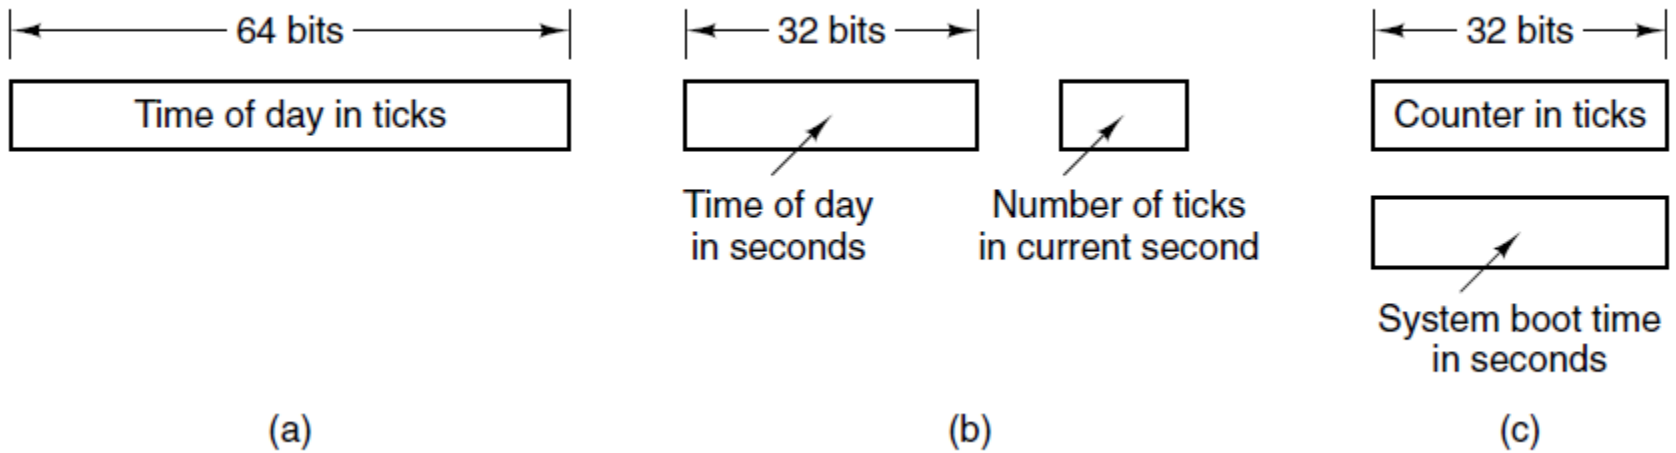 64 bits
Time of day in ticks
(a)
32 bits
Time of day
in seconds
Number of ticks
in current second
(b)
32 bits
Counter in ticks
System boot time
in seconds
(c)